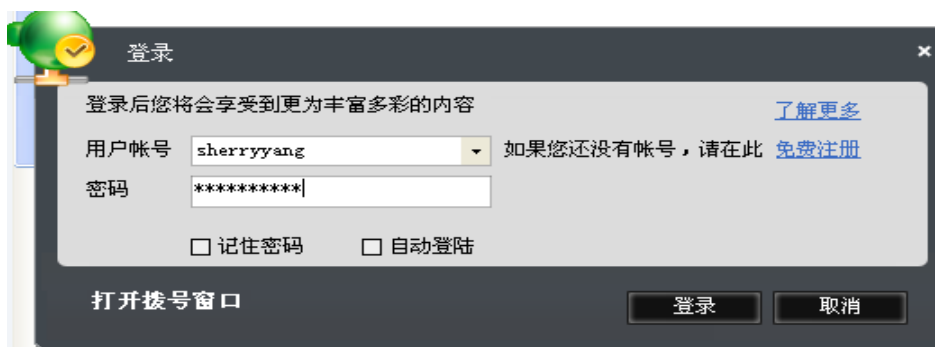 登录
登录后您将会享受到更为丰富多彩的内容 了解更多
用户帐号 sherryyang 如果您还没有帐号，请在此 免费注册
密码 **********
记住密码 自动登陆
打开拨号窗口 登录 取消